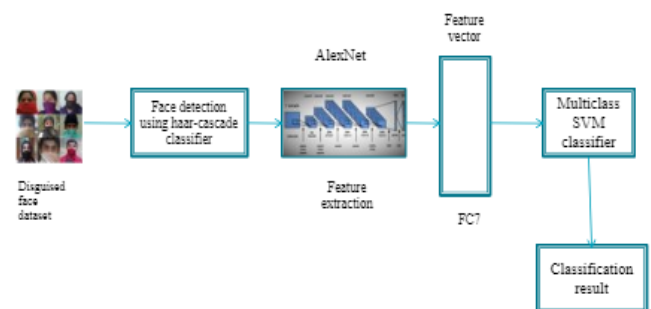 Feature
vector
AlexNet
Face detection
using haar-cascade
classifier
Multiclass
SVM
classifier
Disguised
face
dataset
Feature
extraction
FC7
Classification
result